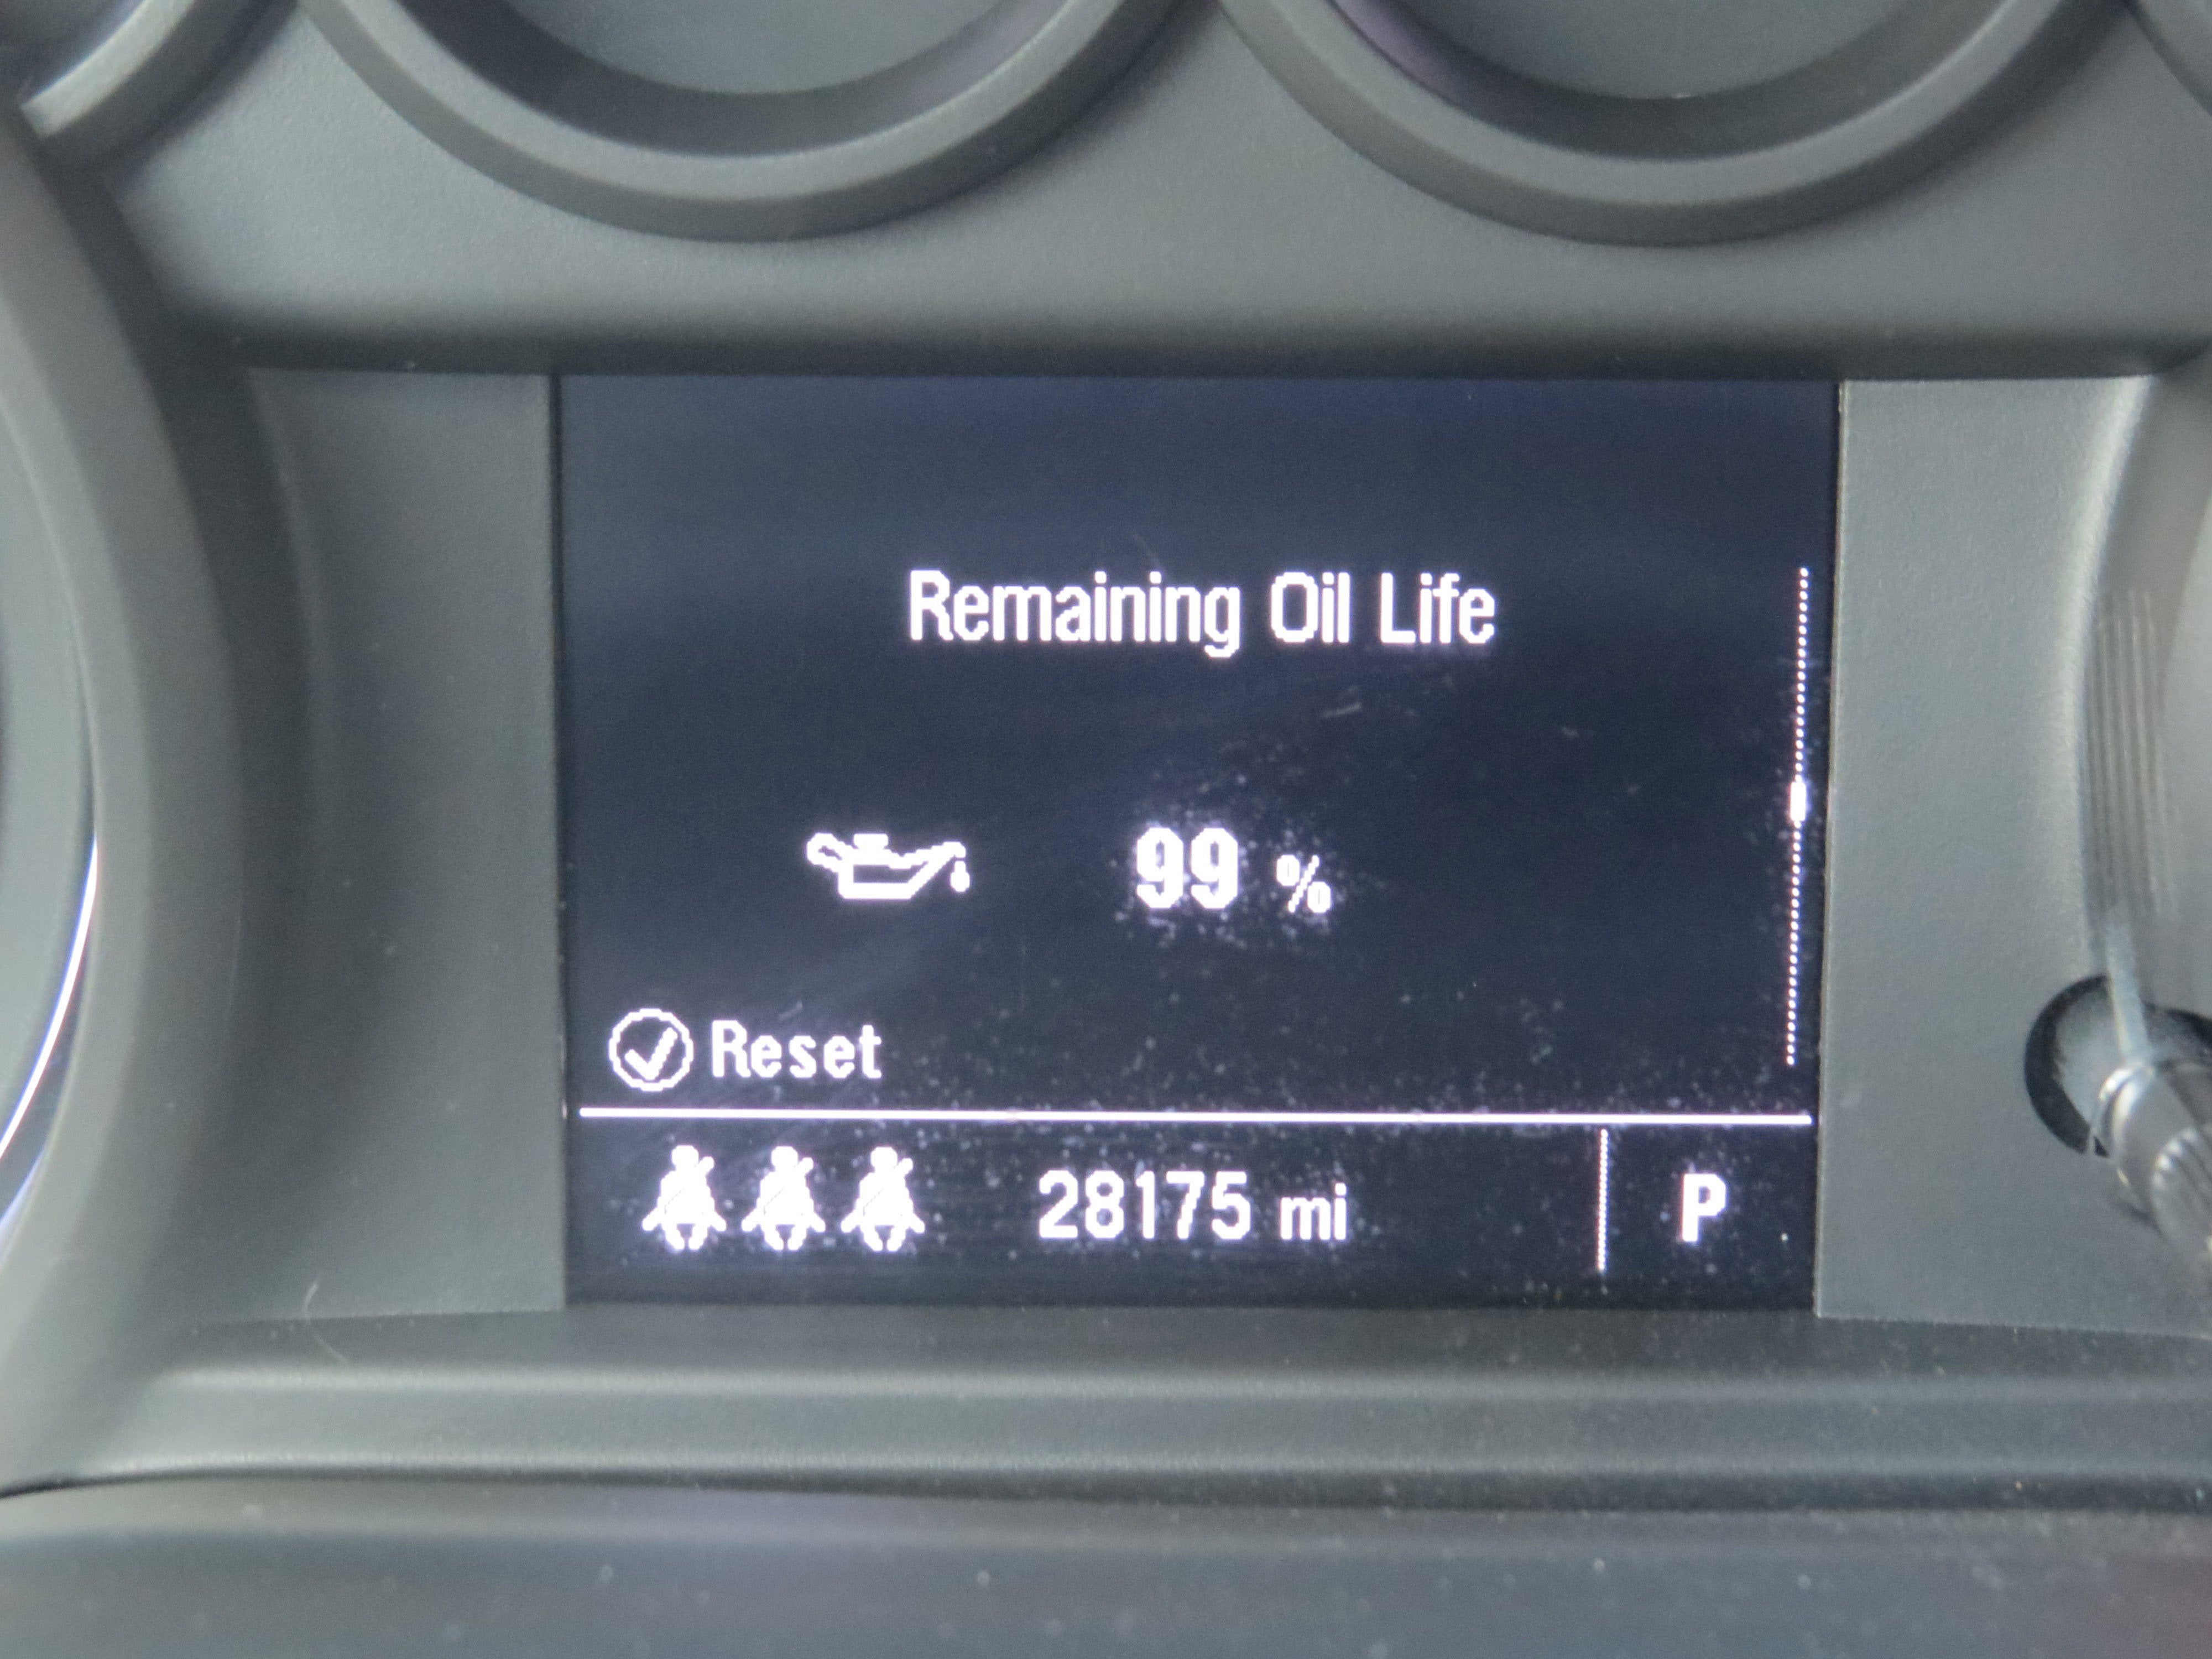 Remaining Oil Life
99 %
Reset
28175 mi
P